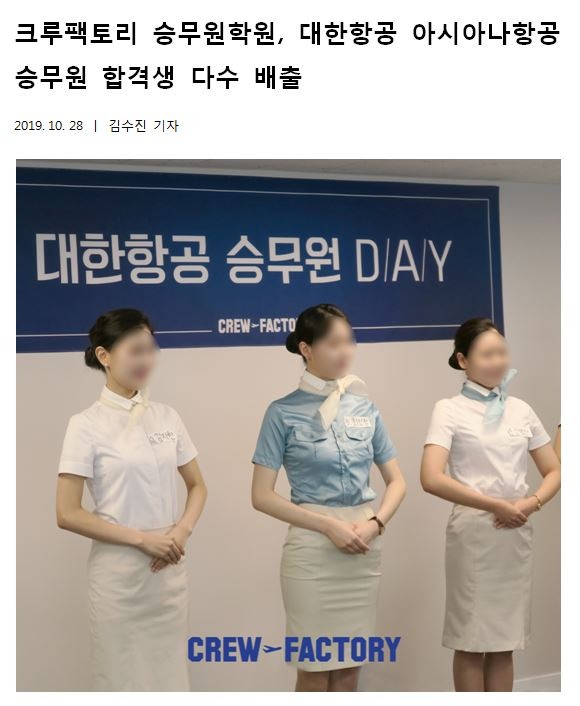 크루팩토리 승무원학원, 대한항공 아시아나항공
승무원 합격생 다수 배출
2019. 10. 28 | 김수진 기자
대한항공 승무원 D/A/Y
CREW FACTO
CREW FACTORY